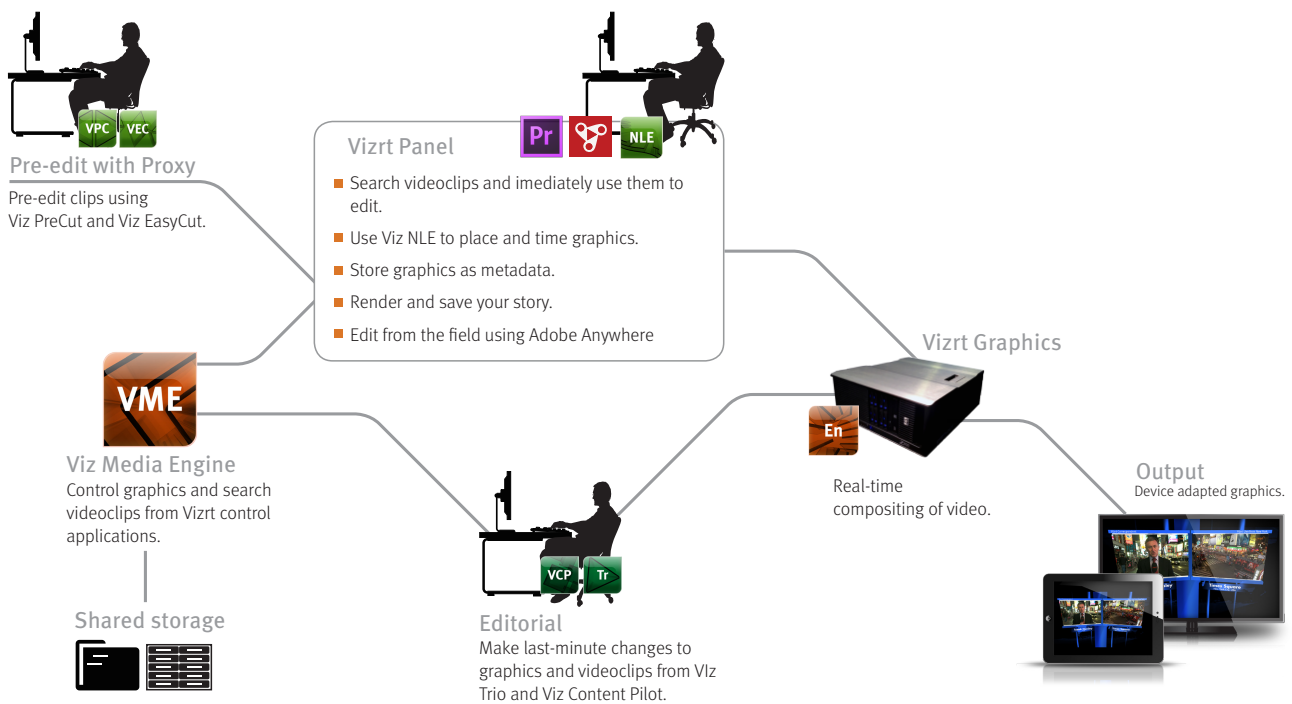 VPC
VEC
Pre-edit with Proxy
Pre-edit clips using
Viz PreCut and Viz EasyCut.
Vizrt Panel
Pr
NLE
Search videoclips and imediately use them to
edit.
Use Viz NLE to place and time graphics.
Store graphics as metadata.
Render and save your story.
Edit from the field using Adobe Anywhere
VME
Viz Media Engine
Control graphics and search
videoclips from Vizrt control
applications.
Shared storage
VCP
Tr
Editorial
Make last-minute changes to
graphics and videoclips from VIz
Trio and Viz Content Pilot.
Vizrt Graphics
En
Real-time
compositing of video.
Output
Device adapted graphics.
Times Square